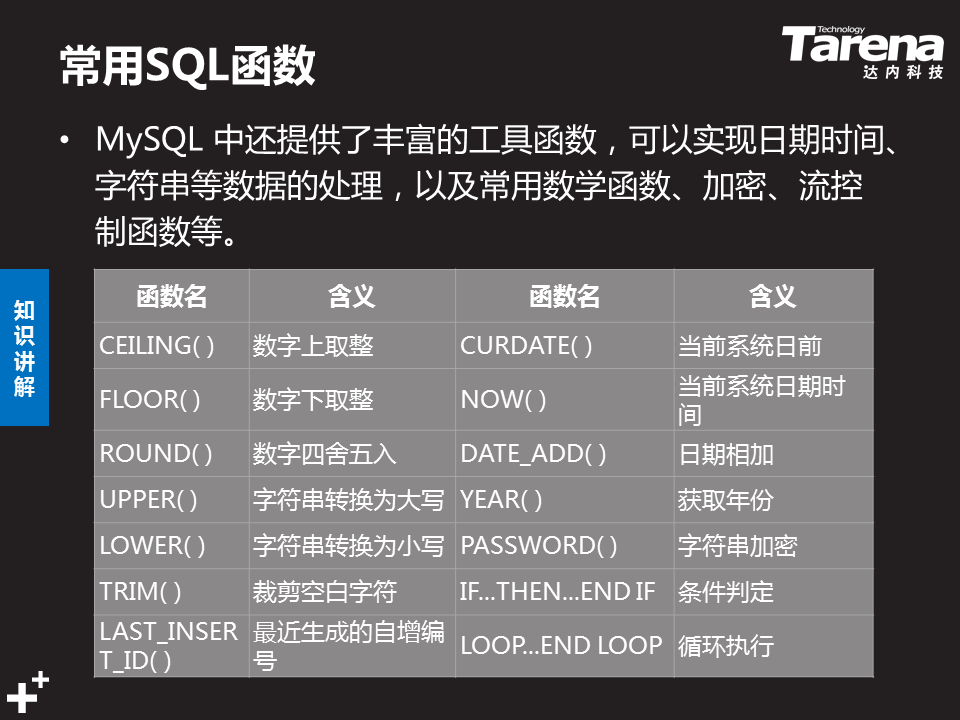 常用SQL函数
Technology
Tarena
达内科技
• MySQL 中还提供了丰富的工具函数，可以实现日期时间、
字符串等数据的处理，以及常用数学函数、加密、流控
制函数等。
知
识
讲
解
函数名 含义 函数名 含义
CEILING( ) 数字上取整 CURDATE( ) 当前系统日前
FLOOR( ) 数字下取整 NOW( ) 当前系统日期时
间
ROUND( ) 数字四舍五入 DATE_ADD( ) 日期相加
UPPER( ) 字符串转换为大写 YEAR( ) 获取年份
LOWER( ) 字符串转换为小写 PASSWORD( ) 字符串加密
TRIM( ) 裁剪空白字符 IF...THEN...END IF 条件判定
LAST_INSER
T_ID( ) 最近生成的自增编
号 LOOP...END LOOP 循环执行